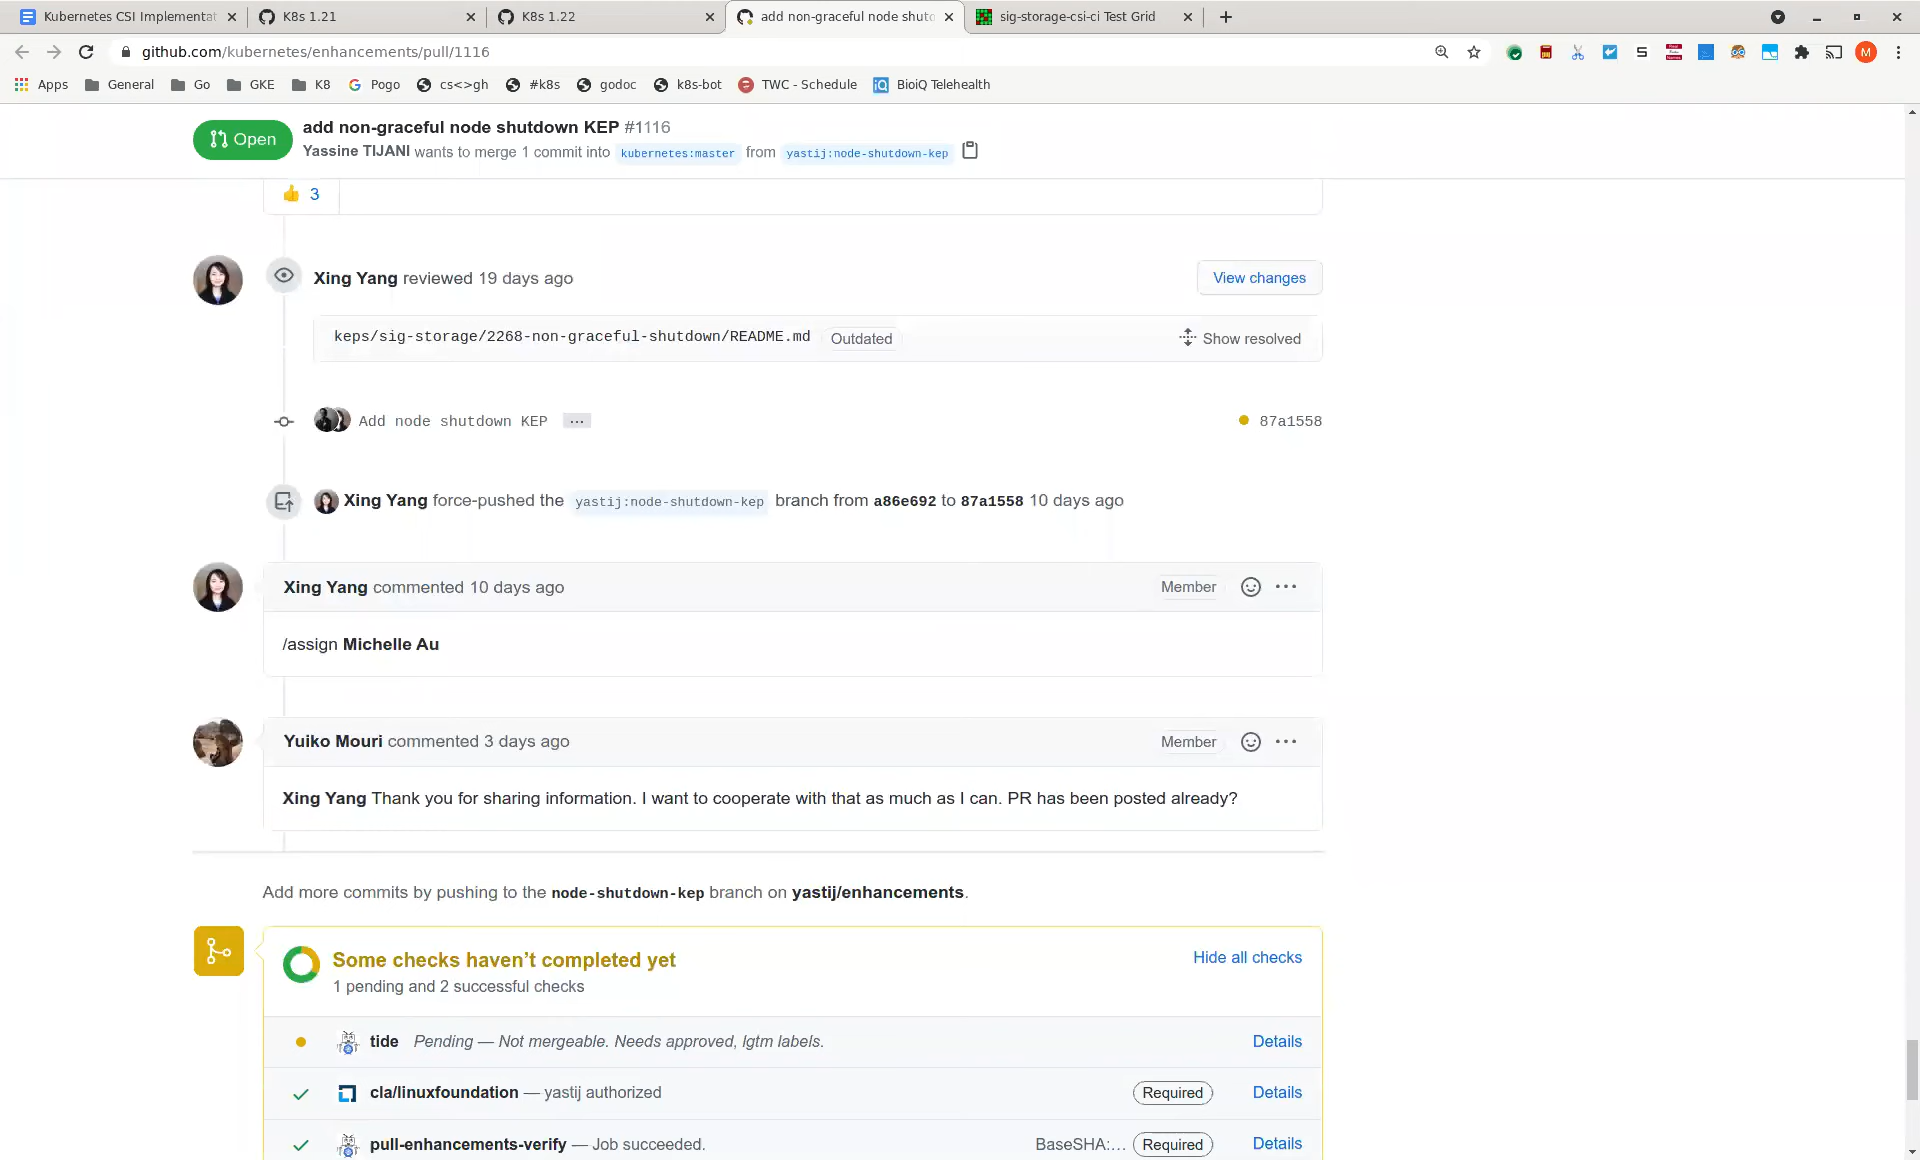 Kubernetes CSI Implementat
K8s 1.21
K8s 1.22
add non-graceful node shutdo
sig-storage-csi-ci Test Grid
github.com/kubernetes/enhancements/pull/1116
M
Apps
General
Go
GKE
K8
Pogo
cs<>gh
#k8s
godoc
k8s-bot
TWC - Schedule
BioiQ Telehealth
Open
add non-graceful node shutdown KEP #1116
Yassine TIJANI wants to merge 1 commit into kubernetes:master from yastij:node-shutdown-kep
3
Xing Yang reviewed 19 days ago
View changes
keps/sig-storage/2268-non-graceful-shutdown/README.md Outdated
Show resolved
Add node shutdown KEP ...
87a1558
Xing Yang force-pushed the yastij:node-shutdown-kep branch from a86e692 to 87a1558 10 days ago
Xing Yang commented 10 days ago
Member
/assign Michelle Au
Yuiko Mouri commented 3 days ago
Member
Xing Yang Thank you for sharing information. I want to cooperate with that as much as I can. PR has been posted already?
Add more commits by pushing to the node-shutdown-kep branch on yastij/enhancements.
Some checks haven’t completed yet
Hide all checks
1 pending and 2 successful checks
tide Pending — Not mergeable. Needs approved, lgtm labels.
Details
cla/linuxfoundation — yastij authorized
Required
Details
pull-enhancements-verify — Job succeeded.
BaseSHA:...
Required
Details